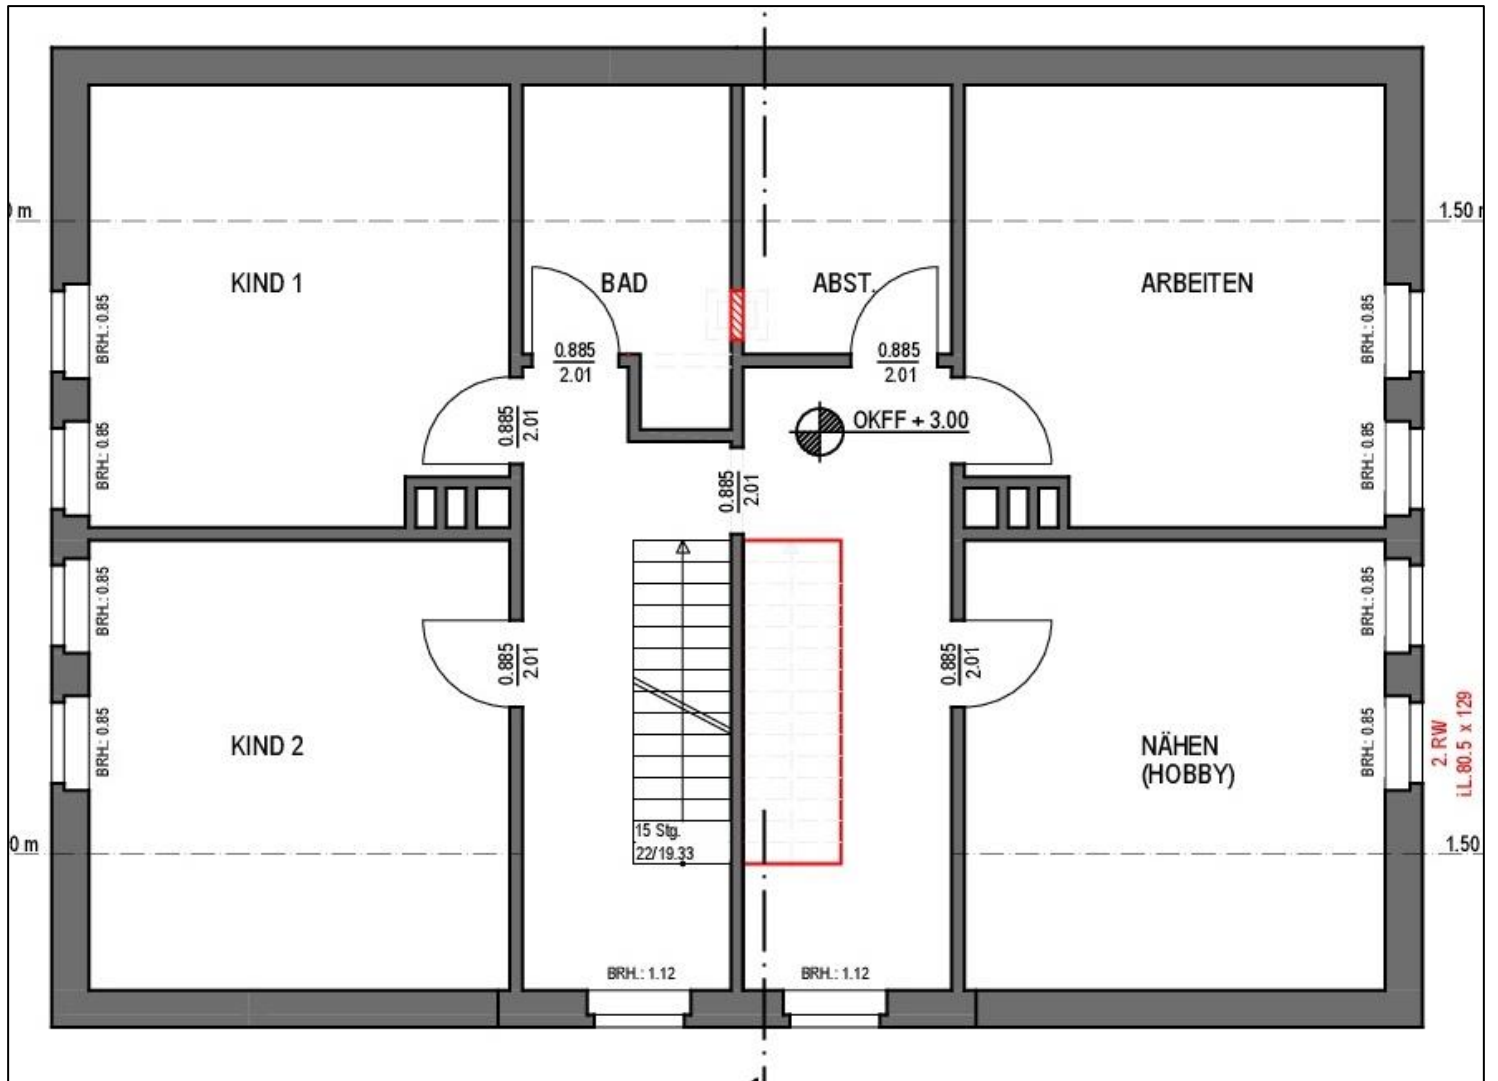 ) m
1.50 m
KIND 1
BAD
ABST.
ARBEITEN
BRH.: 0.85
BRH.: 0.85
0.885
2.01
0.885
2.01
OKFF + 3.00
0.885
2.01
BRH.: 0.85
BRH.: 0.85
0.885
2.01
0.885
2.01
BRH.: 0.85
BRH.: 0.85
0.885
2.01
0.885
2.01
BRH.: 0.85
BRH.: 0.85
KIND 2
NÄHEN
(HOBBY)
2. RW
i.L. 80.5 x 129
15 Stg.
22/19.33
0 m
1.50
BRH.: 1.12
BRH.: 1.12